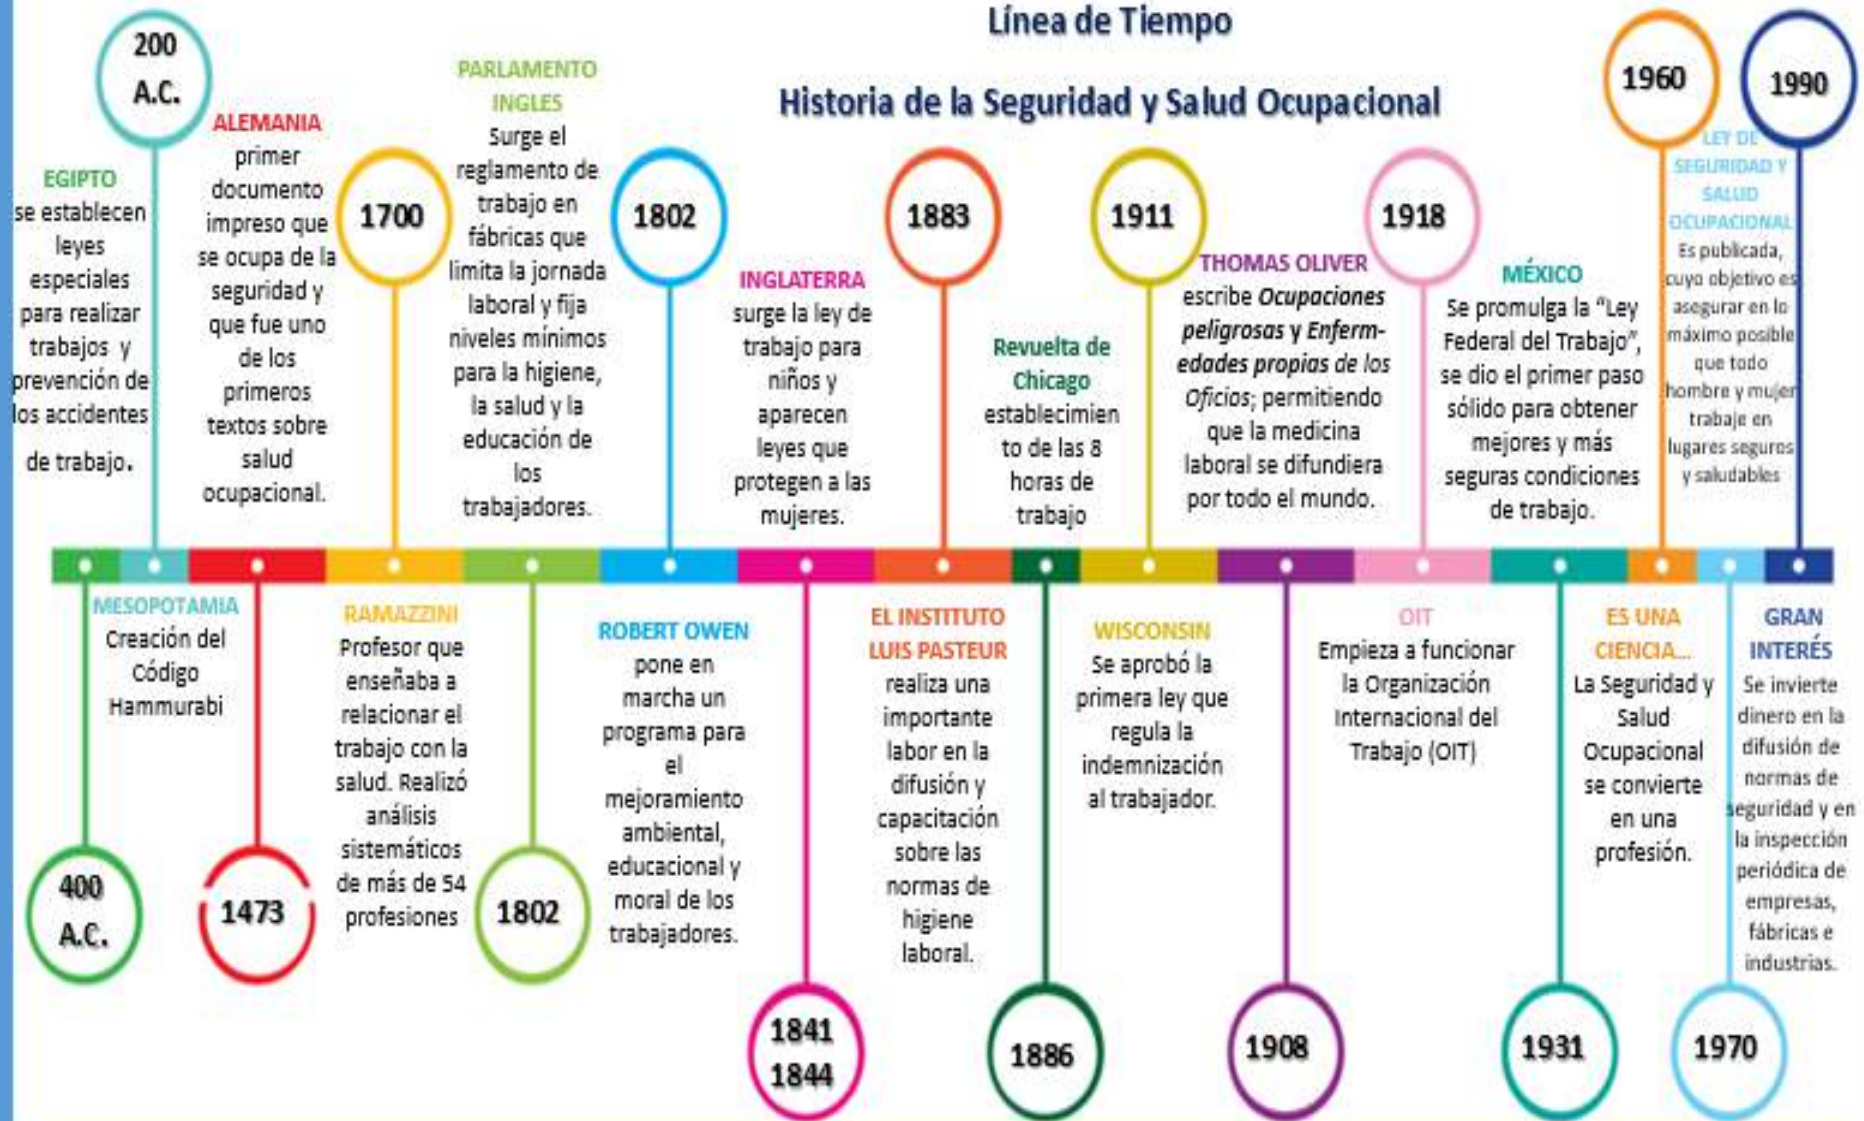 Línea de Tiempo
Historia de la Seguridad y Salud Ocupacional
400
A.C.
EGIPTO
se establecen
leyes
especiales
para realizar
trabajos y
prevención de
los accidentes
de trabajo.
200
A.C.
MESOPOTAMIA
Creación del
Código
Hammurabi
1473
ALEMANIA
primer
documento
impreso que
se ocupa de la
seguridad y
que fue uno
de los
primeros
textos sobre
salud
ocupacional.
1700
RAMAZZINI
Profesor que
enseñaba a
relacionar el
trabajo con la
salud. Realizó
análisis
sistemáticos
de más de 54
profesiones
1802
PARLAMENTO
INGLES
Surge el
reglamento de
trabajo en
fábricas que
limita la jornada
laboral y fija
niveles mínimos
para la higiene,
la salud y la
educación de
los
trabajadores.
1802
ROBERT OWEN
pone en
marcha un
programa para
el
mejoramiento
ambiental,
educacional y
moral de los
trabajadores.
1841
1844
INGLATERRA
surge la ley de
trabajo para
niños y
aparecen
leyes que
protegen a las
mujeres.
1883
EL INSTITUTO
LUIS PASTEUR
realiza una
importante
labor en la
difusión y
capacitación
sobre las
normas de
higiene
laboral.
1886
Revuelta de
Chicago
establecimien
to de las 8
horas de
trabajo
1911
WISCONSIN
Se aprobó la
primera ley que
regula la
indemnización
al trabajador.
1908
THOMAS OLIVER
escribe Ocupaciones
peligrosas y Enferm-
edades propias de los
Oficios; permitiendo
que la medicina
laboral se difundiera
por todo el mundo.
1918
OIT
Empieza a funcionar
la Organización
Internacional del
Trabajo (OIT)
1931
MÉXICO
Se promulga la “Ley
Federal del Trabajo”,
se dio el primer paso
sólido para obtener
mejores y más
seguras condiciones
de trabajo.
1960
ES UNA
CIENCIA...
La Seguridad y
Salud
Ocupacional
se convierte
en una
profesión.
1970
LEY DE
SEGURIDAD Y
SALUD
OCUPACIONAL
Es publicada,
cuyo objetivo es
asegurar en lo
máximo posible
que todo
hombre y mujer
trabaje en
lugares seguros
y saludables
1990
GRAN
INTERÉS
Se invierte
dinero en la
difusión de
normas de
seguridad y en
la inspección
periódica de
empresas,
fábricas e
industrias.